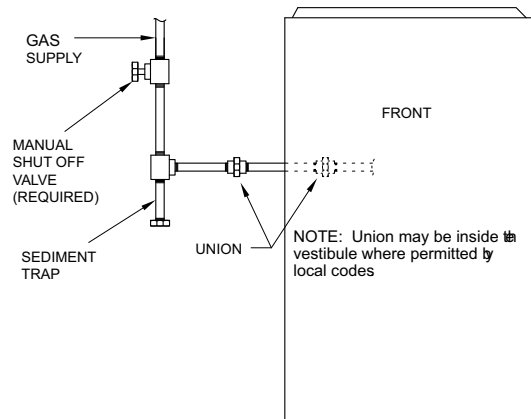 GAS
SUPPLY
FRONT
MANUAL
SHUT OFF
VALVE
(REQUIRED)
SEDIMENT
TRAP
UNION
NOTE: Union may be inside the
vestibule where permitted by
local codes